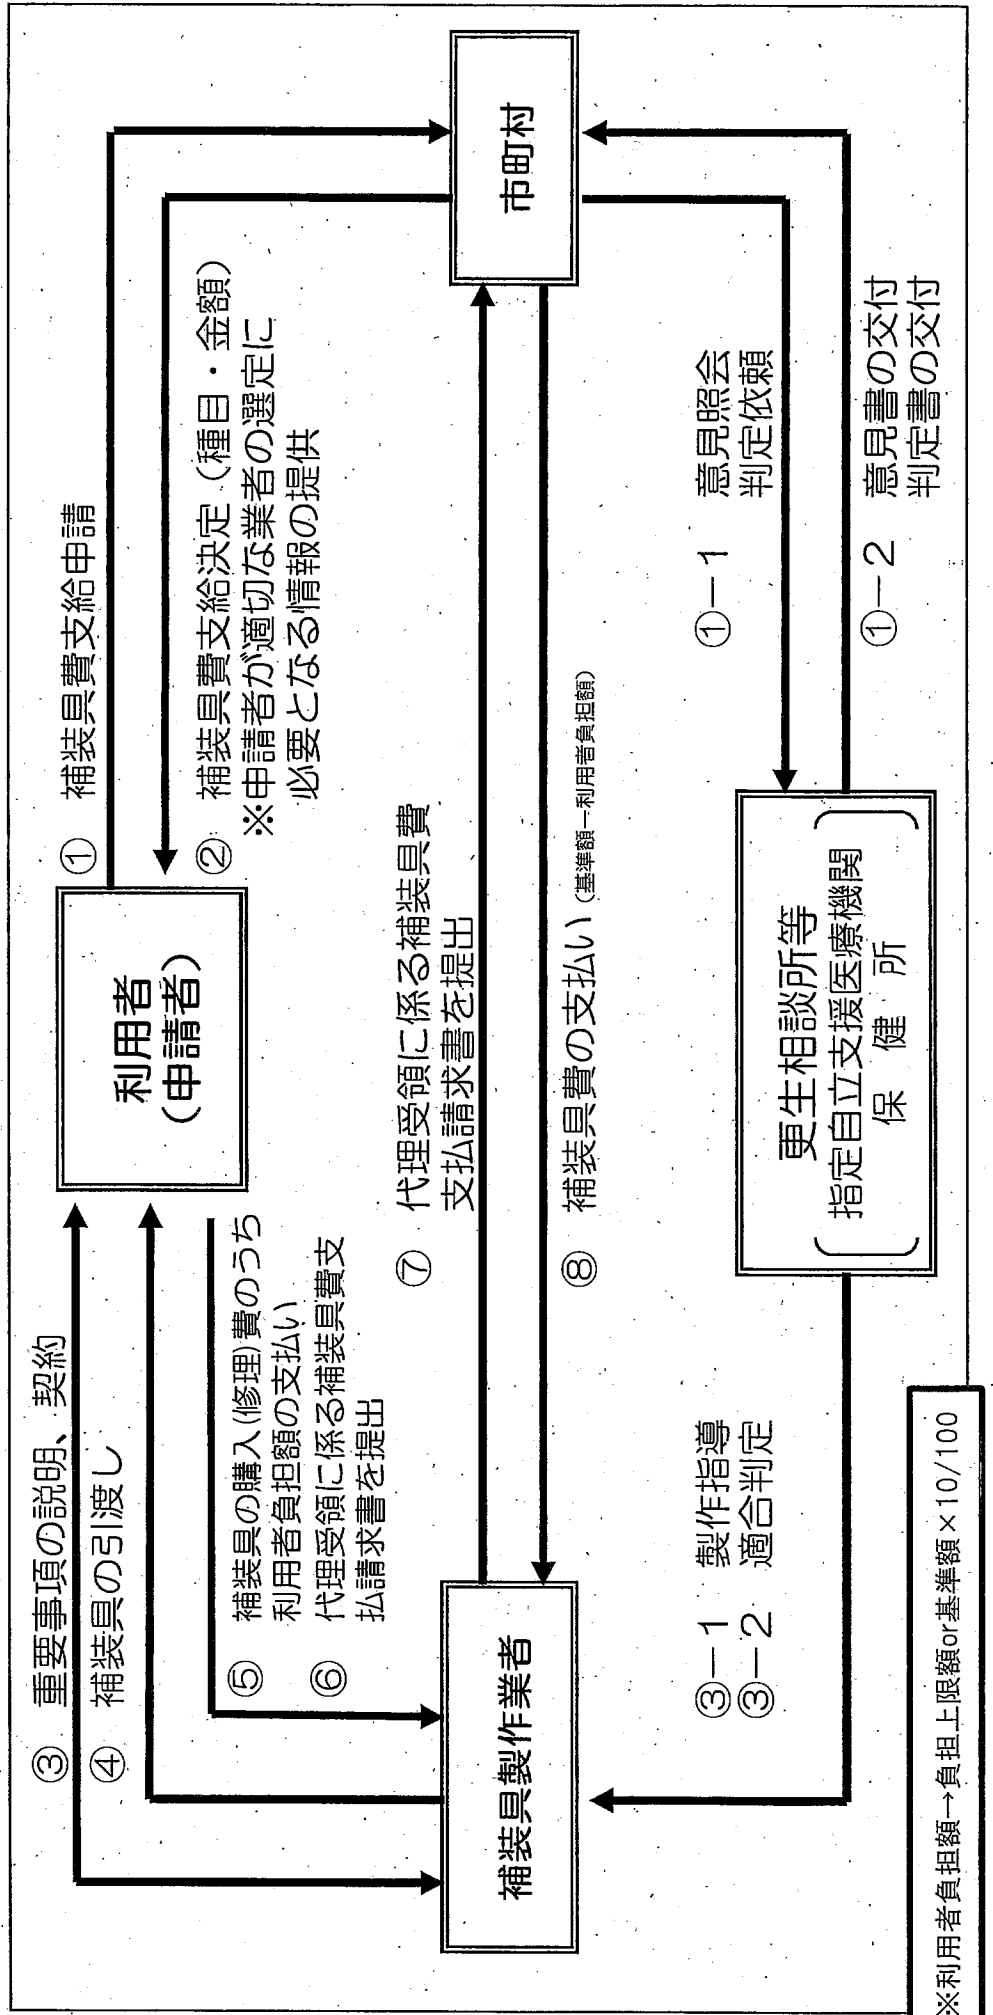 ③ 重要事項の説明、契約
④ 補装具の引渡し
利用者
(申請者)
① 補装具費支給申請
② 補装具費支給決定(種目・金額)
※申請者が適切な業者の選定に
必要となる情報の提供
⑤ 補装具の購入(修理)費のうち
利用者負担額の支払い
⑥ 代理受領に係る補装具費支
払請求書を提出
⑦ 代理受領に係る補装具費
支払請求書を提出
補装具製作業者
市町村
⑧ 補装具費の支払い(基準額-利用者負担額)
③-1 製作指導
③-2 適合判定
更生相談所等
指定自立支援医療機関
保健所
①-1 意見照会
判定依頼
①-2 意見書の交付
判定書の交付
※利用者負担額→負担上限額or基準額×10/100